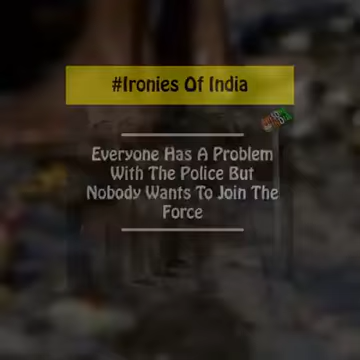 #Ironies Of India
Everyone Has A Problem
With The Police But
Nobody Wants To Join The
Force